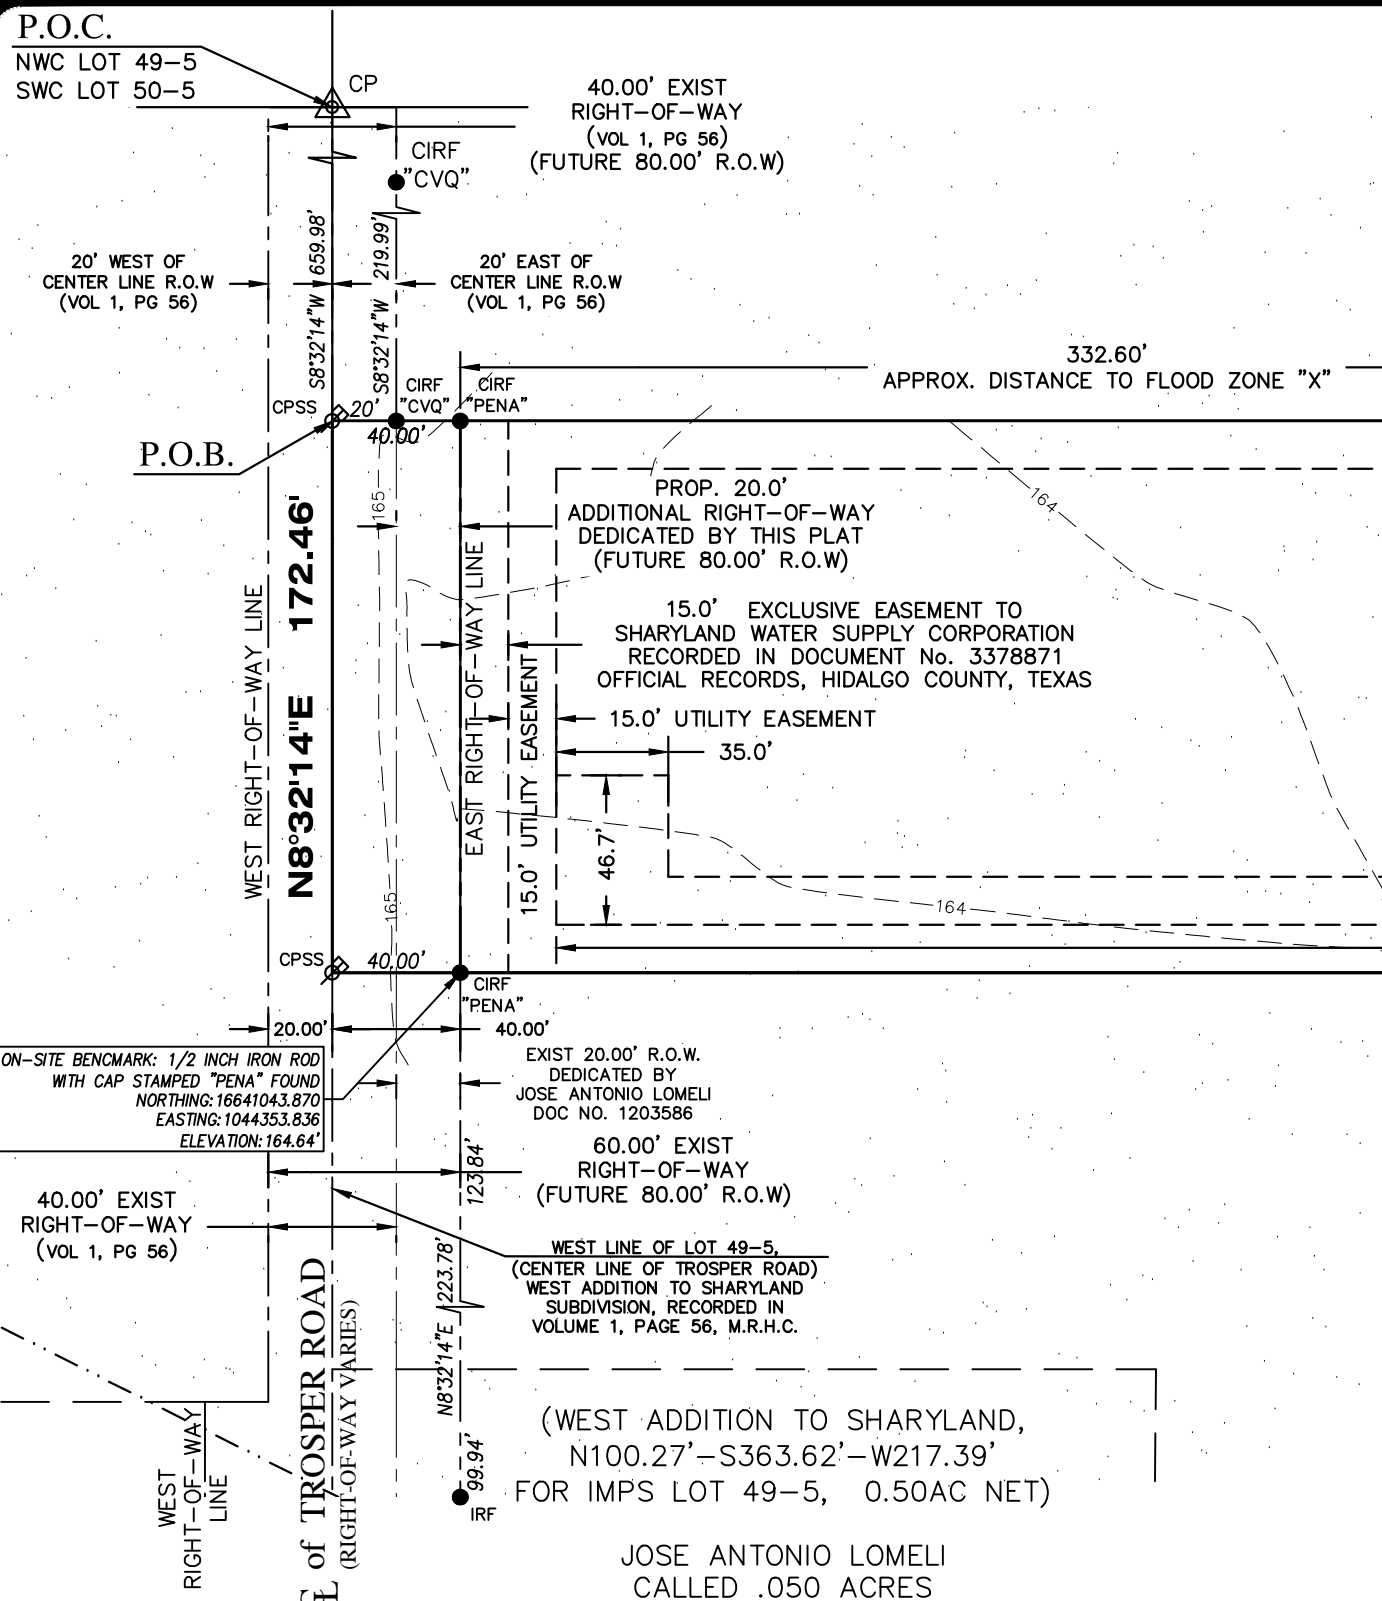 P.O.C.
NWC LOT 49-5
SWC LOT 50-5
CP
40.00' EXIST
RIGHT-OF-WAY
(VOL 1, PG 56)
(FUTURE 80.00' R.O.W)
CIRF
"CVQ"
20' WEST OF
CENTER LINE R.O.W
(VOL 1, PG 56)
S8°32'14"W 659.98'
S8°32'14"W 219.99'
20' EAST OF
CENTER LINE R.O.W
(VOL 1, PG 56)
332.60'
APPROX. DISTANCE TO FLOOD ZONE "X"
CPSS
20'
CIRF
"CVQ"
CIRF
"PENA"
40.00'
P.O.B.
165
164
PROP. 20.0'
ADDITIONAL RIGHT-OF-WAY
DEDICATED BY THIS PLAT
(FUTURE 80.00' R.O.W)
WEST RIGHT-OF-WAY LINE
N8°32'14"E 172.46'
EAST RIGHT-OF-WAY LINE
15.0' UTILITY EASEMENT
15.0' EXCLUSIVE EASEMENT TO
SHARYLAND WATER SUPPLY CORPORATION
RECORDED IN DOCUMENT No. 3378871
OFFICIAL RECORDS, HIDALGO COUNTY, TEXAS
15.0' UTILITY EASEMENT
35.0'
46.7'
165
164
CPSS
40.00'
CIRF
"PENA"
20.00'
40.00'
ON-SITE BENCMARK: 1/2 INCH IRON ROD
WITH CAP STAMPED "PENA" FOUND
NORTHING:16641043.870
EASTING:1044353.836
ELEVATION:164.64'
EXIST 20.00' R.O.W.
DEDICATED BY
JOSE ANTONIO LOMELI
DOC NO. 1203586
123.84'
60.00' EXIST
RIGHT-OF-WAY
(FUTURE 80.00' R.O.W)
40.00' EXIST
RIGHT-OF-WAY
(VOL 1, PG 56)
WEST LINE OF LOT 49-5,
(CENTER LINE OF TROSPER ROAD)
WEST ADDITION TO SHARYLAND
SUBDIVISION, RECORDED IN
VOLUME 1, PAGE 56, M.R.H.C.
N8°32'14"E 223.78'
CL of TROSPER ROAD
(RIGHT-OF-WAY VARIES)
WEST
RIGHT-OF-WAY
LINE
99.94'
IRF
(WEST ADDITION TO SHARYLAND,
N100.27'-S363.62'-W217.39'
FOR IMPS LOT 49-5, 0.50AC NET)
JOSE ANTONIO LOMELI
CALLED .050 ACRES